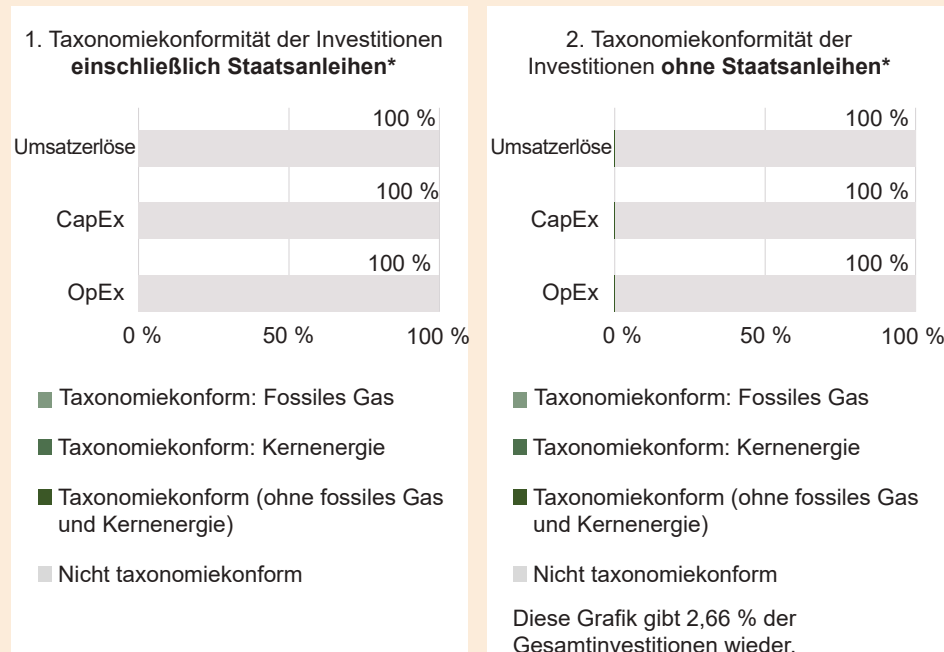 1. Taxonomiekonformität der Investitionen
einschließlich Staatsanleihen*
100 %
Umsatzerlöse
100 %
CapEx
100 %
OpEx
0 % 50 % 100 %
Taxonomiekonform: Fossiles Gas
Taxonomiekonform: Kernenergie
Taxonomiekonform (ohne fossiles Gas
und Kernenergie)
Nicht taxonomiekonform
2. Taxonomiekonformität der
Investitionen ohne Staatsanleihen*
100 %
Umsatzerlöse
100 %
CapEx
100 %
OpEx
0 % 50 % 100 %
Taxonomiekonform: Fossiles Gas
Taxonomiekonform: Kernenergie
Taxonomiekonform (ohne fossiles Gas
und Kernenergie)
Nicht taxonomiekonform
Diese Grafik gibt 2,66 % der
Gesamtinvestitionen wieder.